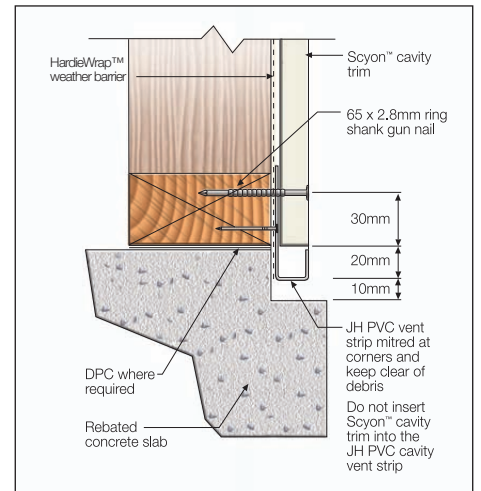 HardieWrap™
weather barrier
Scyon™ cavity
trim
65 x 2.8mm ring
shank gun nail
30mm
20mm
10mm
JH PVC vent
strip mitred at
corners and
keep clear of
debris
Do not insert
Scyon™ cavity
trim into the
JH PVC cavity
vent strip
DPC where
required
Rebated
concrete slab